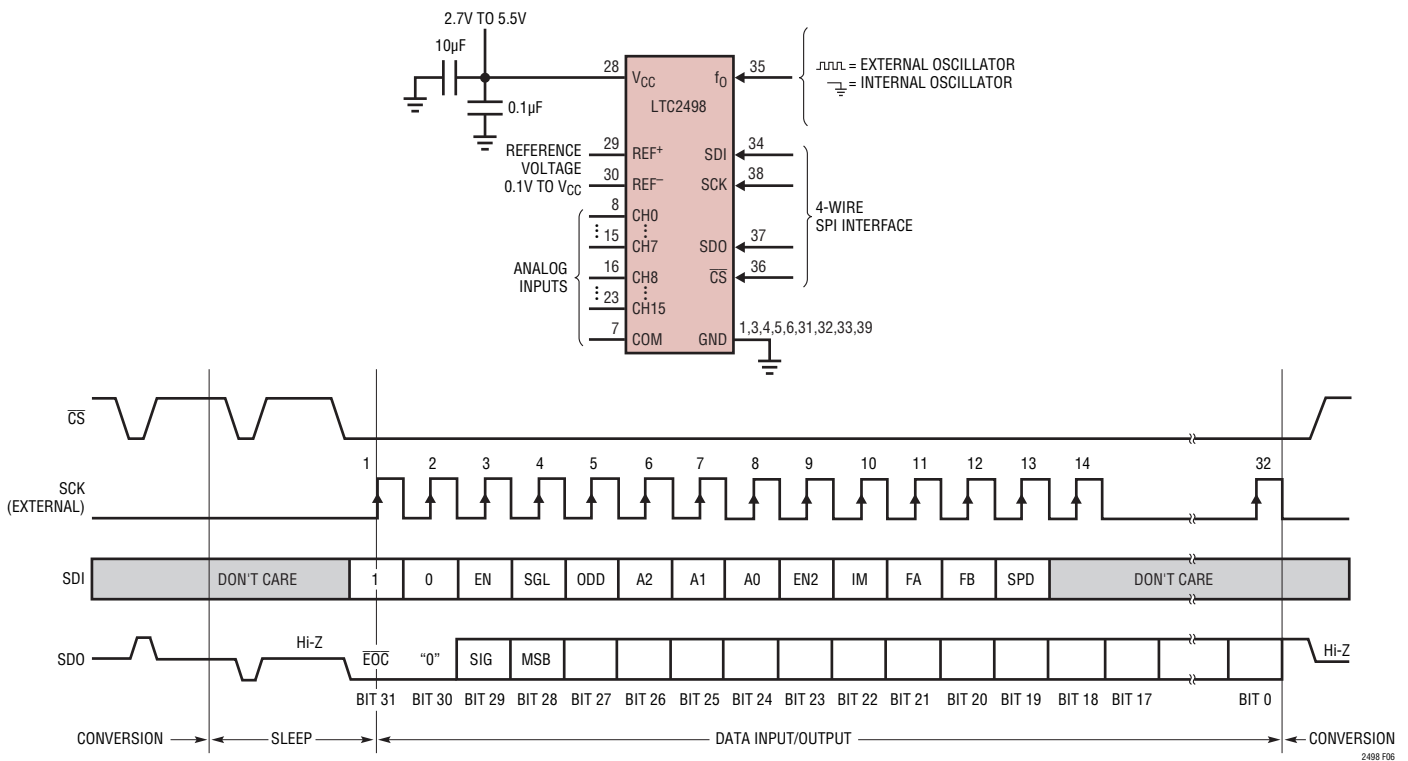 2.7V TO 5.5V
10µF
0.1µF
28
VCC
fO
35
= EXTERNAL OSCILLATOR
= INTERNAL OSCILLATOR
LTC2498
REFERENCE
VOLTAGE
0.1V TO VCC
29
REF+
30
REF–
SDI
34
SCK
38
4-WIRE
SPI INTERFACE
ANALOG
INPUTS
8
CH0
15
CH7
16
CH8
23
CH15
7
COM
SDO
37
CS
36
GND
1,3,4,5,6,31,32,33,39
CS
SCK
(EXTERNAL)
1 2 3 4 5 6 7 8 9 10 11 12 13 14 32
SDI
DON'T CARE 1 0 EN SGL ODD A2 A1 A0 EN2 IM FA FB SPD DON'T CARE
SDO
Hi-Z EOC “0” SIG MSB Hi-Z
BIT 31 BIT 30 BIT 29 BIT 28 BIT 27 BIT 26 BIT 25 BIT 24 BIT 23 BIT 22 BIT 21 BIT 20 BIT 19 BIT 18 BIT 17 BIT 0
CONVERSION SLEEP DATA INPUT/OUTPUT CONVERSION
2498 F06